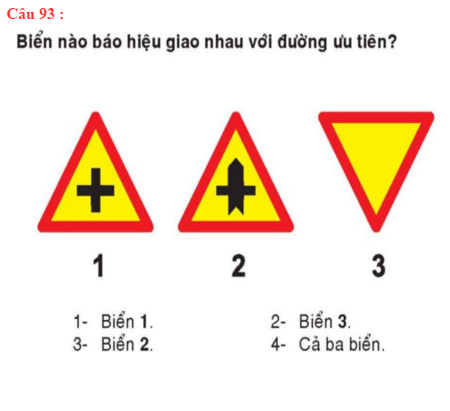 Câu 93 :
Biển nào báo hiệu giao nhau với đường ưu tiên?
1 2 3
1- Biển 1. 2- Biển 3.
3- Biển 2. 4- Cả ba biển.